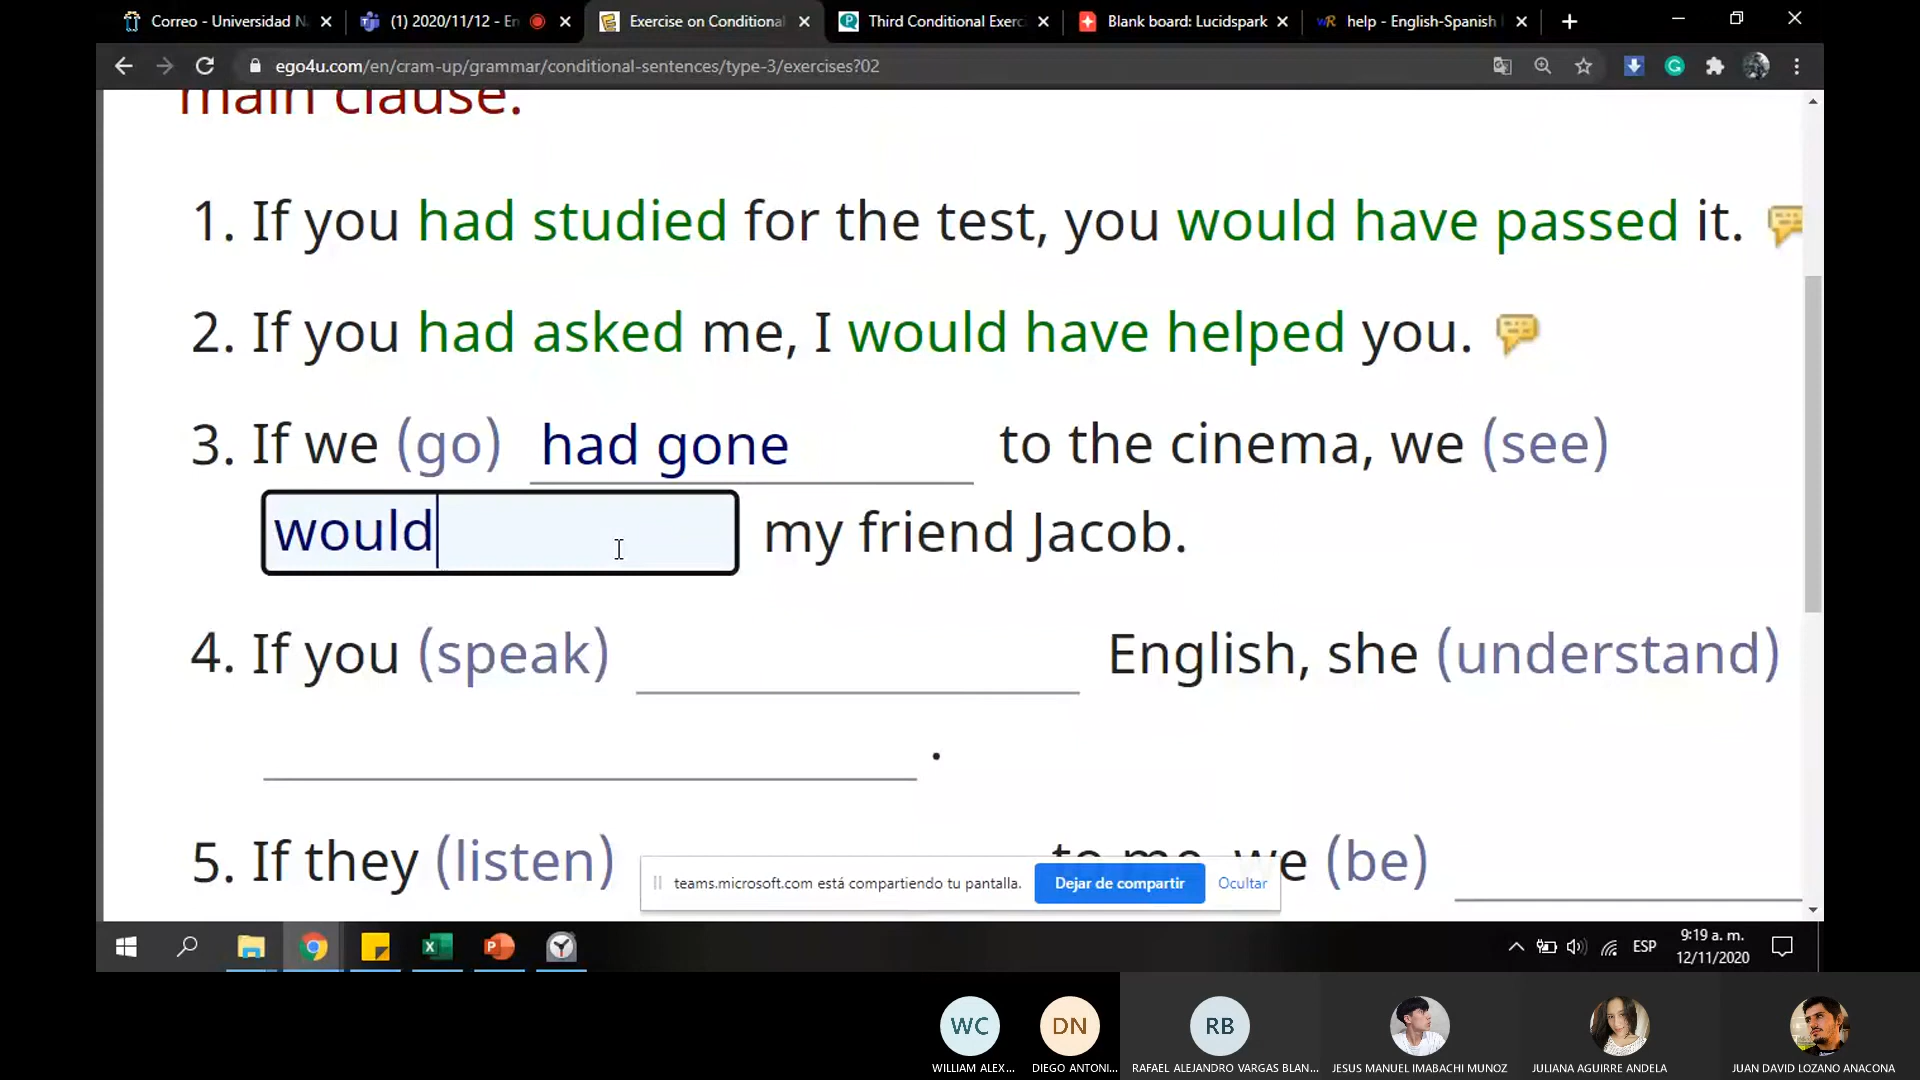 Correo - Universidad N
(1) 2020/11/12 - En
Exercise on Conditional
Third Conditional Exerc
Blank board: Lucidspark
help - English-Spanish
ego4u.com/en/cram-up/grammar/conditional-sentences/type-3/exercises?02
main clause.
1. If you had studied for the test, you would have passed it.
2. If you had asked me, I would have helped you.
3. If we (go) had gone to the cinema, we (see)
would my friend Jacob.
4. If you (speak) English, she (understand)
.
5. If they (listen) to me, we (be)
teams.microsoft.com está compartiendo tu pantalla. Dejar de compartir Ocultar
ESP
9:19 a. m.
12/11/2020
WC DN RB
WILLIAM ALEX... DIEGO ANTONI... RAFAEL ALEJANDRO VARGAS BLAN... JESUS MANUEL IMABACHI MUNOZ JULIANA AGUIRRE ANDELA JUAN DAVID LOZANO ANACONA